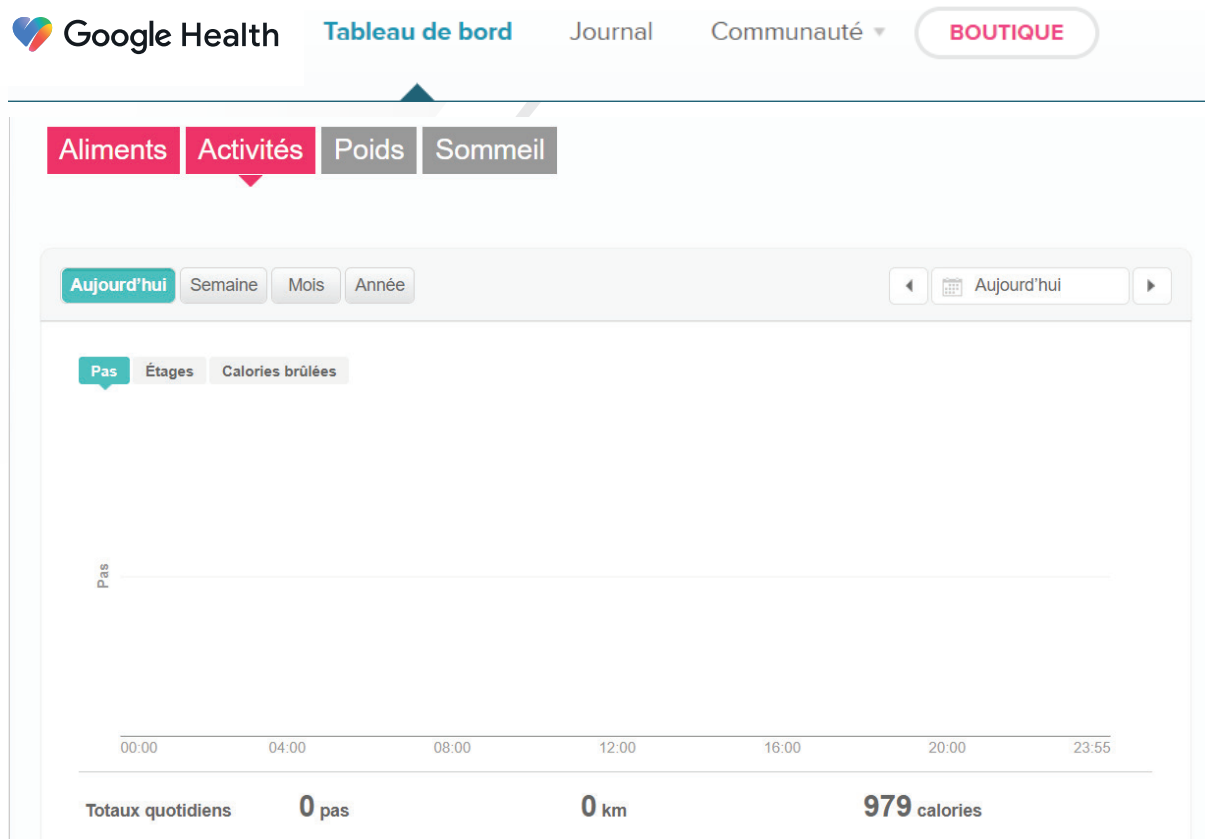 Google Health Tableau de bord Journal Communauté BOUTIQUE
Aliments Activités Poids Sommeil
Aujourd'hui Semaine Mois Année Aujourd'hui
Pas Étages Calories brûlées
Pas
00:00 04:00 08:00 12:00 16:00 20:00 23:55
Totaux quotidiens 0 pas 0 km 979 calories